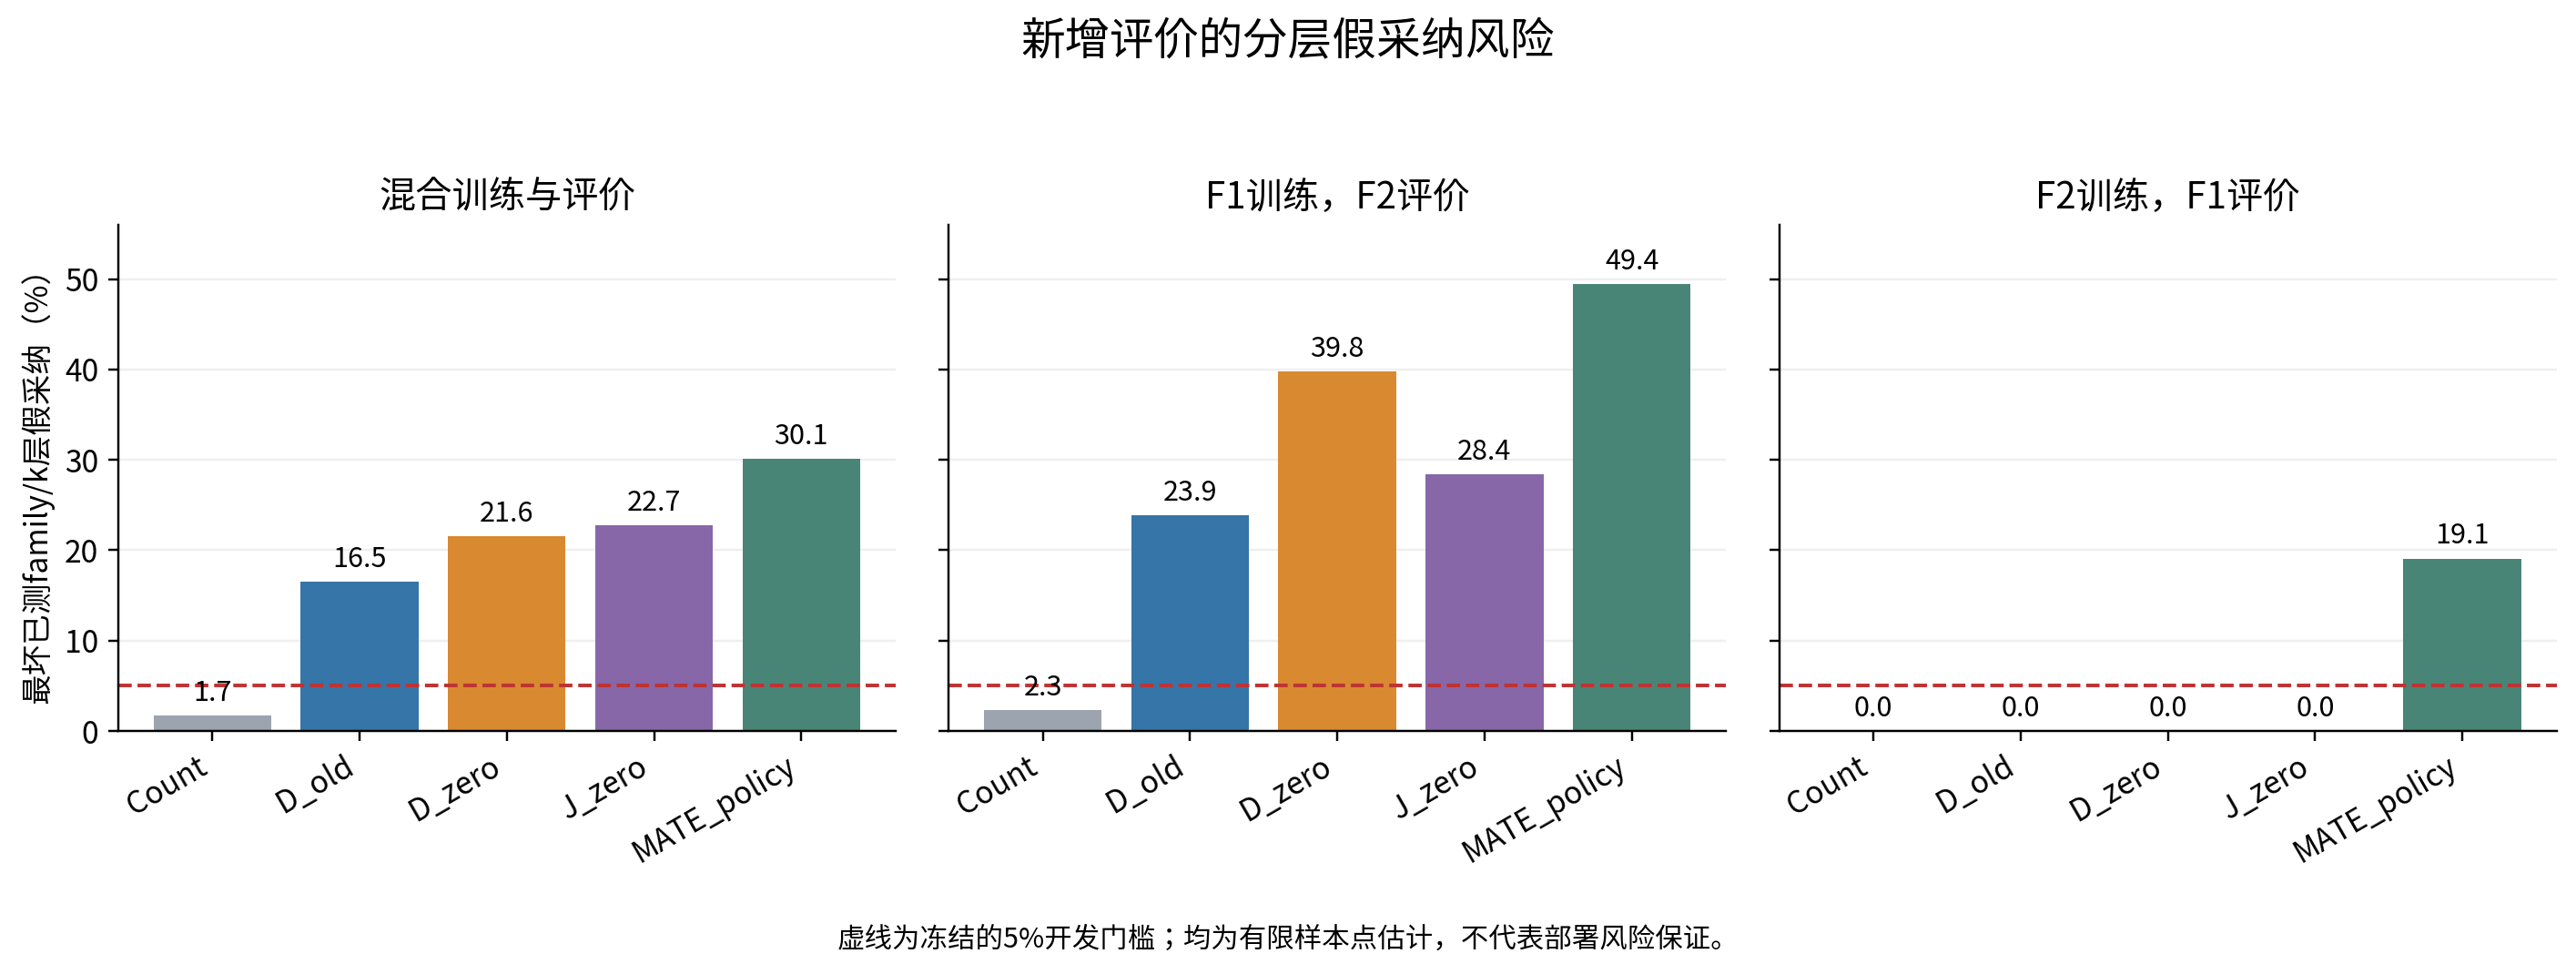 新增评价的分层假采纳风险
混合训练与评价
F1训练，F2评价
F2训练，F1评价
最坏已测family/k层假采纳（%）
50
40
30
20
10
0
1.7
16.5
21.6
22.7
30.1
2.3
23.9
39.8
28.4
49.4
0.0
0.0
0.0
0.0
19.1
Count
D_old
D_zero
J_zero
MATE_policy
Count
D_old
D_zero
J_zero
MATE_policy
Count
D_old
D_zero
J_zero
MATE_policy
虚线为冻结的5%开发门槛；均为有限样本点估计，不代表部署风险保证。